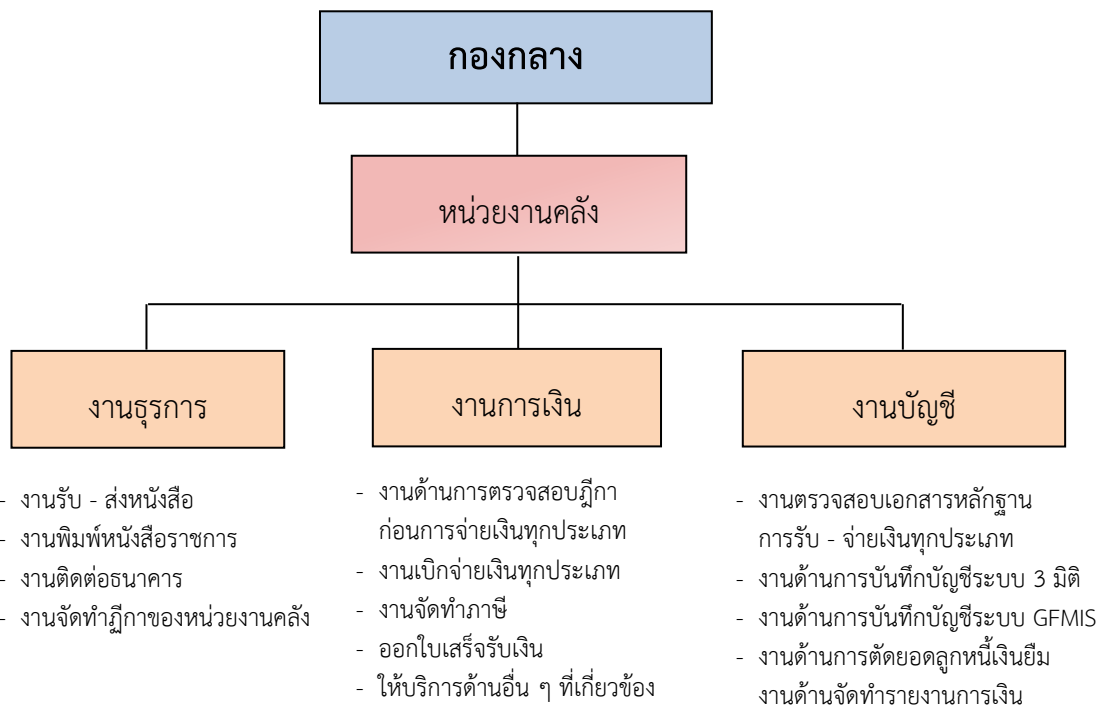 กองกลาง
หน่วยงานคลัง
งานธุรการ
- งานรับ - ส่งหนังสือ
- งานพิมพ์หนังสือราชการ
- งานติดต่อธนาคาร
- งานจัดทำฏีกาของหน่วยงานคลัง
งานการเงิน
- งานด้านการตรวจสอบฎีกา
ก่อนการจ่ายเงินทุกประเภท
- งานเบิกจ่ายเงินทุกประเภท
- งานจัดทำภาษี
- ออกใบเสร็จรับเงิน
- ให้บริการด้านอื่น ๆ ที่เกี่ยวข้อง
งานบัญชี
- งานตรวจสอบเอกสารหลักฐาน
การรับ - จ่ายเงินทุกประเภท
- งานด้านการบันทึกบัญชีระบบ 3 มิติ
- งานด้านการบันทึกบัญชีระบบ GFMIS
- งานด้านการตัดยอดลูกหนี้เงินยืม
งานด้านจัดทำรายงานการเงิน